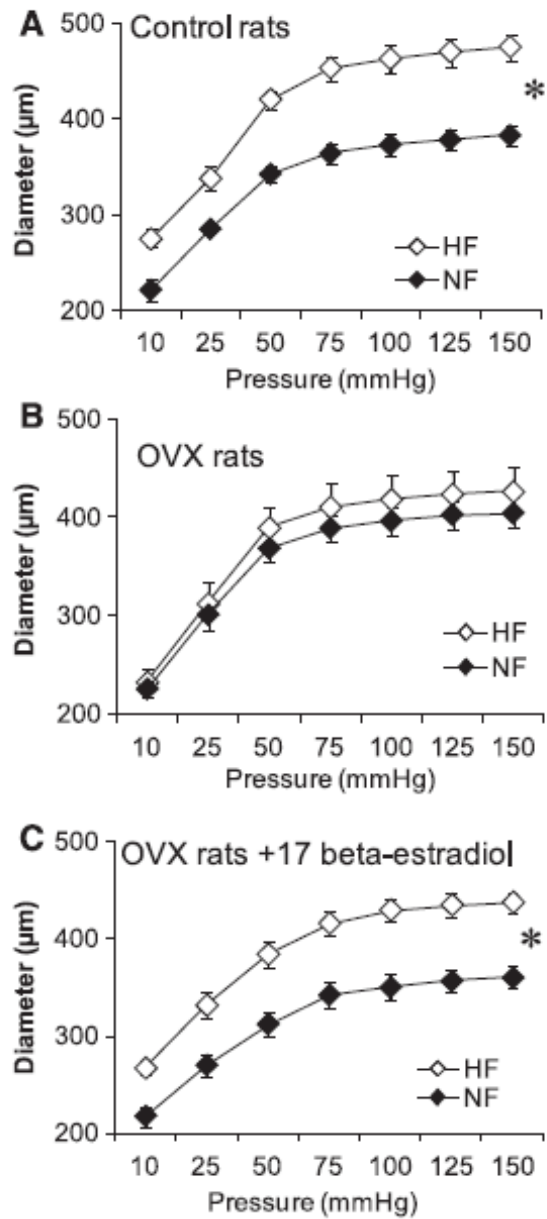 A
Control rats
500
400
300
200
Diameter (µm)
*
HF
NF
10 25 50 75 100 125 150
Pressure (mmHg)
B
OVX rats
500
400
300
200
Diameter (µm)
HF
NF
10 25 50 75 100 125 150
Pressure (mmHg)
C
OVX rats +17 beta-estradiol
500
400
300
200
Diameter (µm)
*
HF
NF
10 25 50 75 100 125 150
Pressure (mmHg)